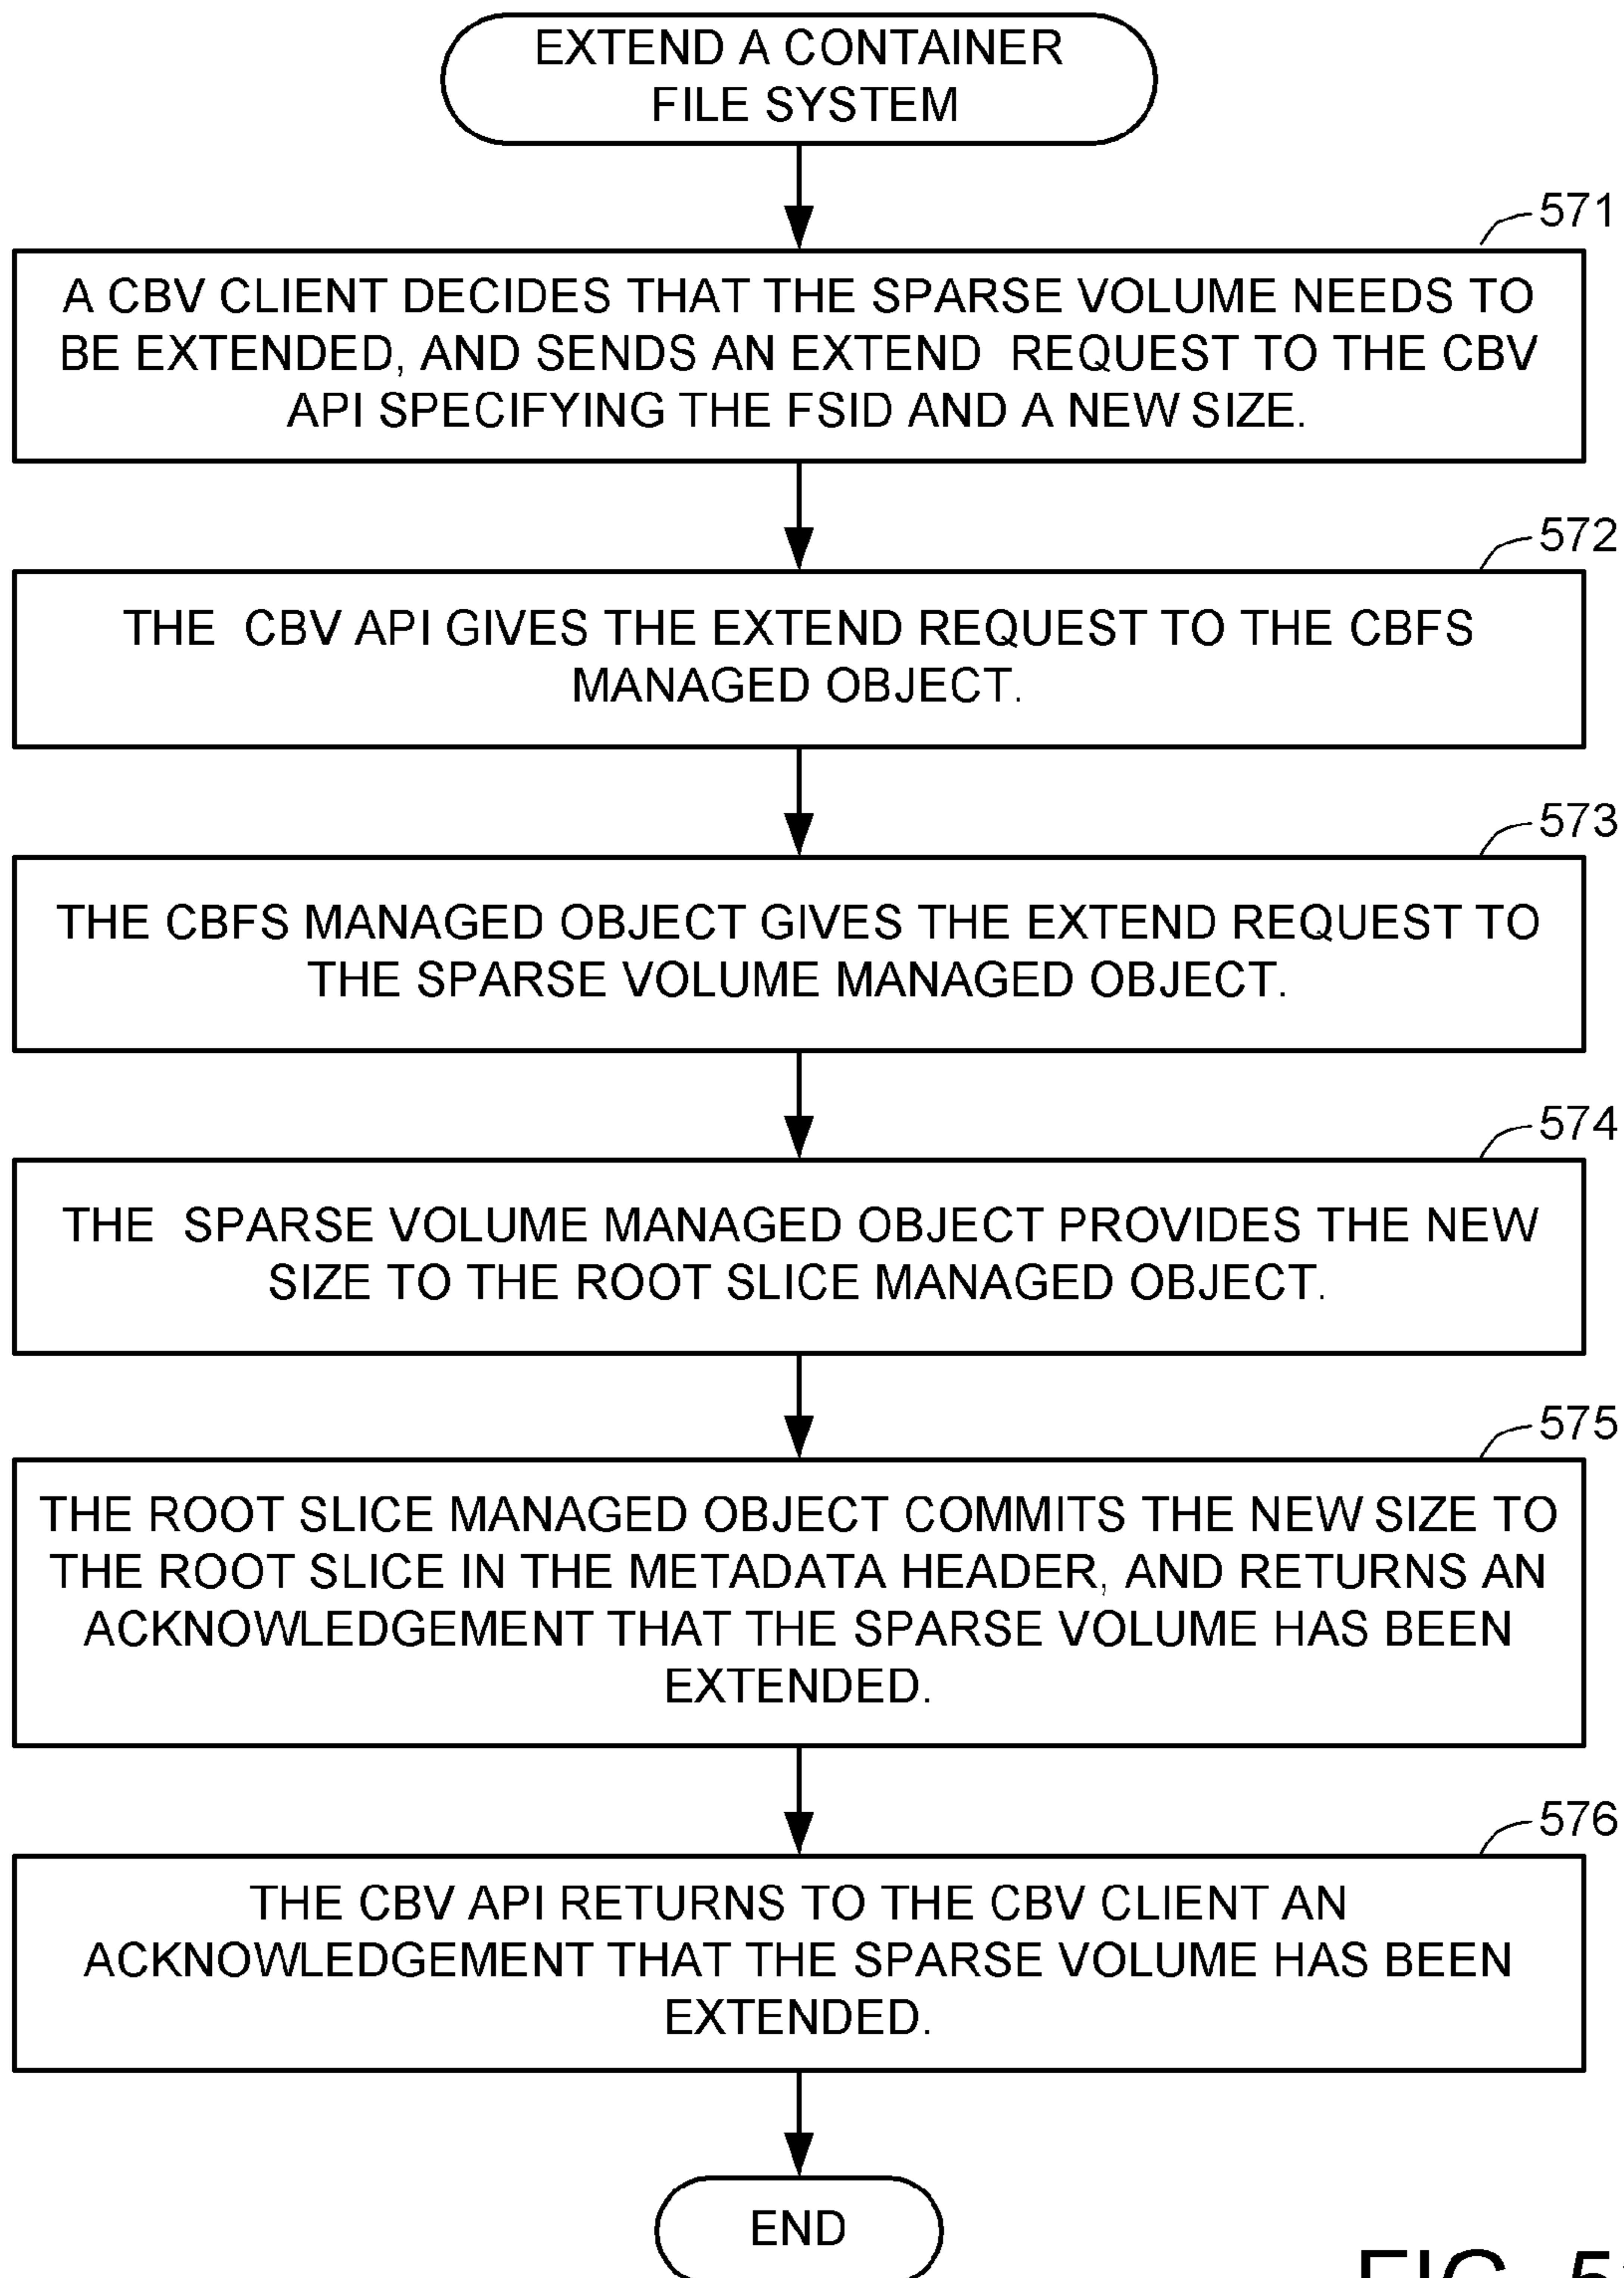 EXTEND A CONTAINER
FILE SYSTEM
571
A CBV CLIENT DECIDES THAT THE SPARSE VOLUME NEEDS TO
BE EXTENDED, AND SENDS AN EXTEND REQUEST TO THE CBV
API SPECIFYING THE FSID AND A NEW SIZE.
572
THE CBV API GIVES THE EXTEND REQUEST TO THE CBFS
MANAGED OBJECT.
573
THE CBFS MANAGED OBJECT GIVES THE EXTEND REQUEST TO
THE SPARSE VOLUME MANAGED OBJECT.
574
THE SPARSE VOLUME MANAGED OBJECT PROVIDES THE NEW
SIZE TO THE ROOT SLICE MANAGED OBJECT.
575
THE ROOT SLICE MANAGED OBJECT COMMITS THE NEW SIZE TO
THE ROOT SLICE IN THE METADATA HEADER, AND RETURNS AN
ACKNOWLEDGEMENT THAT THE SPARSE VOLUME HAS BEEN
EXTENDED.
576
THE CBV API RETURNS TO THE CBV CLIENT AN
ACKNOWLEDGEMENT THAT THE SPARSE VOLUME HAS BEEN
EXTENDED.
END
FIG.